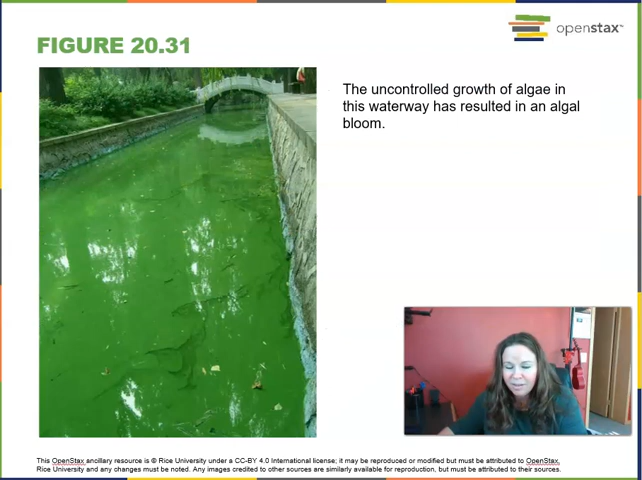 openstax™
FIGURE 20.31
The uncontrolled growth of algae in
this waterway has resulted in an algal
bloom.
This OpenStax ancillary resource is © Rice University under a CC-BY 4.0 International license; it may be reproduced or modified but must be attributed to OpenStax,
Rice University and any changes must be noted. Any images credited to other sources are similarly available for reproduction, but must be attributed to their sources.